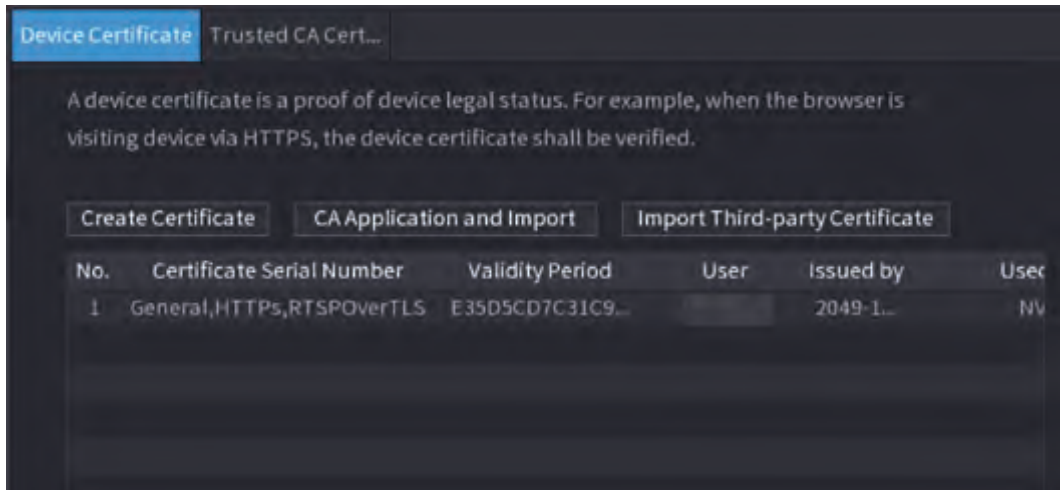 Device Certificate Trusted CA Cert...
A device certificate is a proof of device legal status. For example, when the browser is
visiting device via HTTPS, the device certificate shall be verified.
Create Certificate CA Application and Import Import Third-party Certificate
No. Certificate Serial Number Validity Period User Issued by Used
1 General,HTTPs,RTSPOverTLS E35D5CD7C31C9... 2049-1... NV